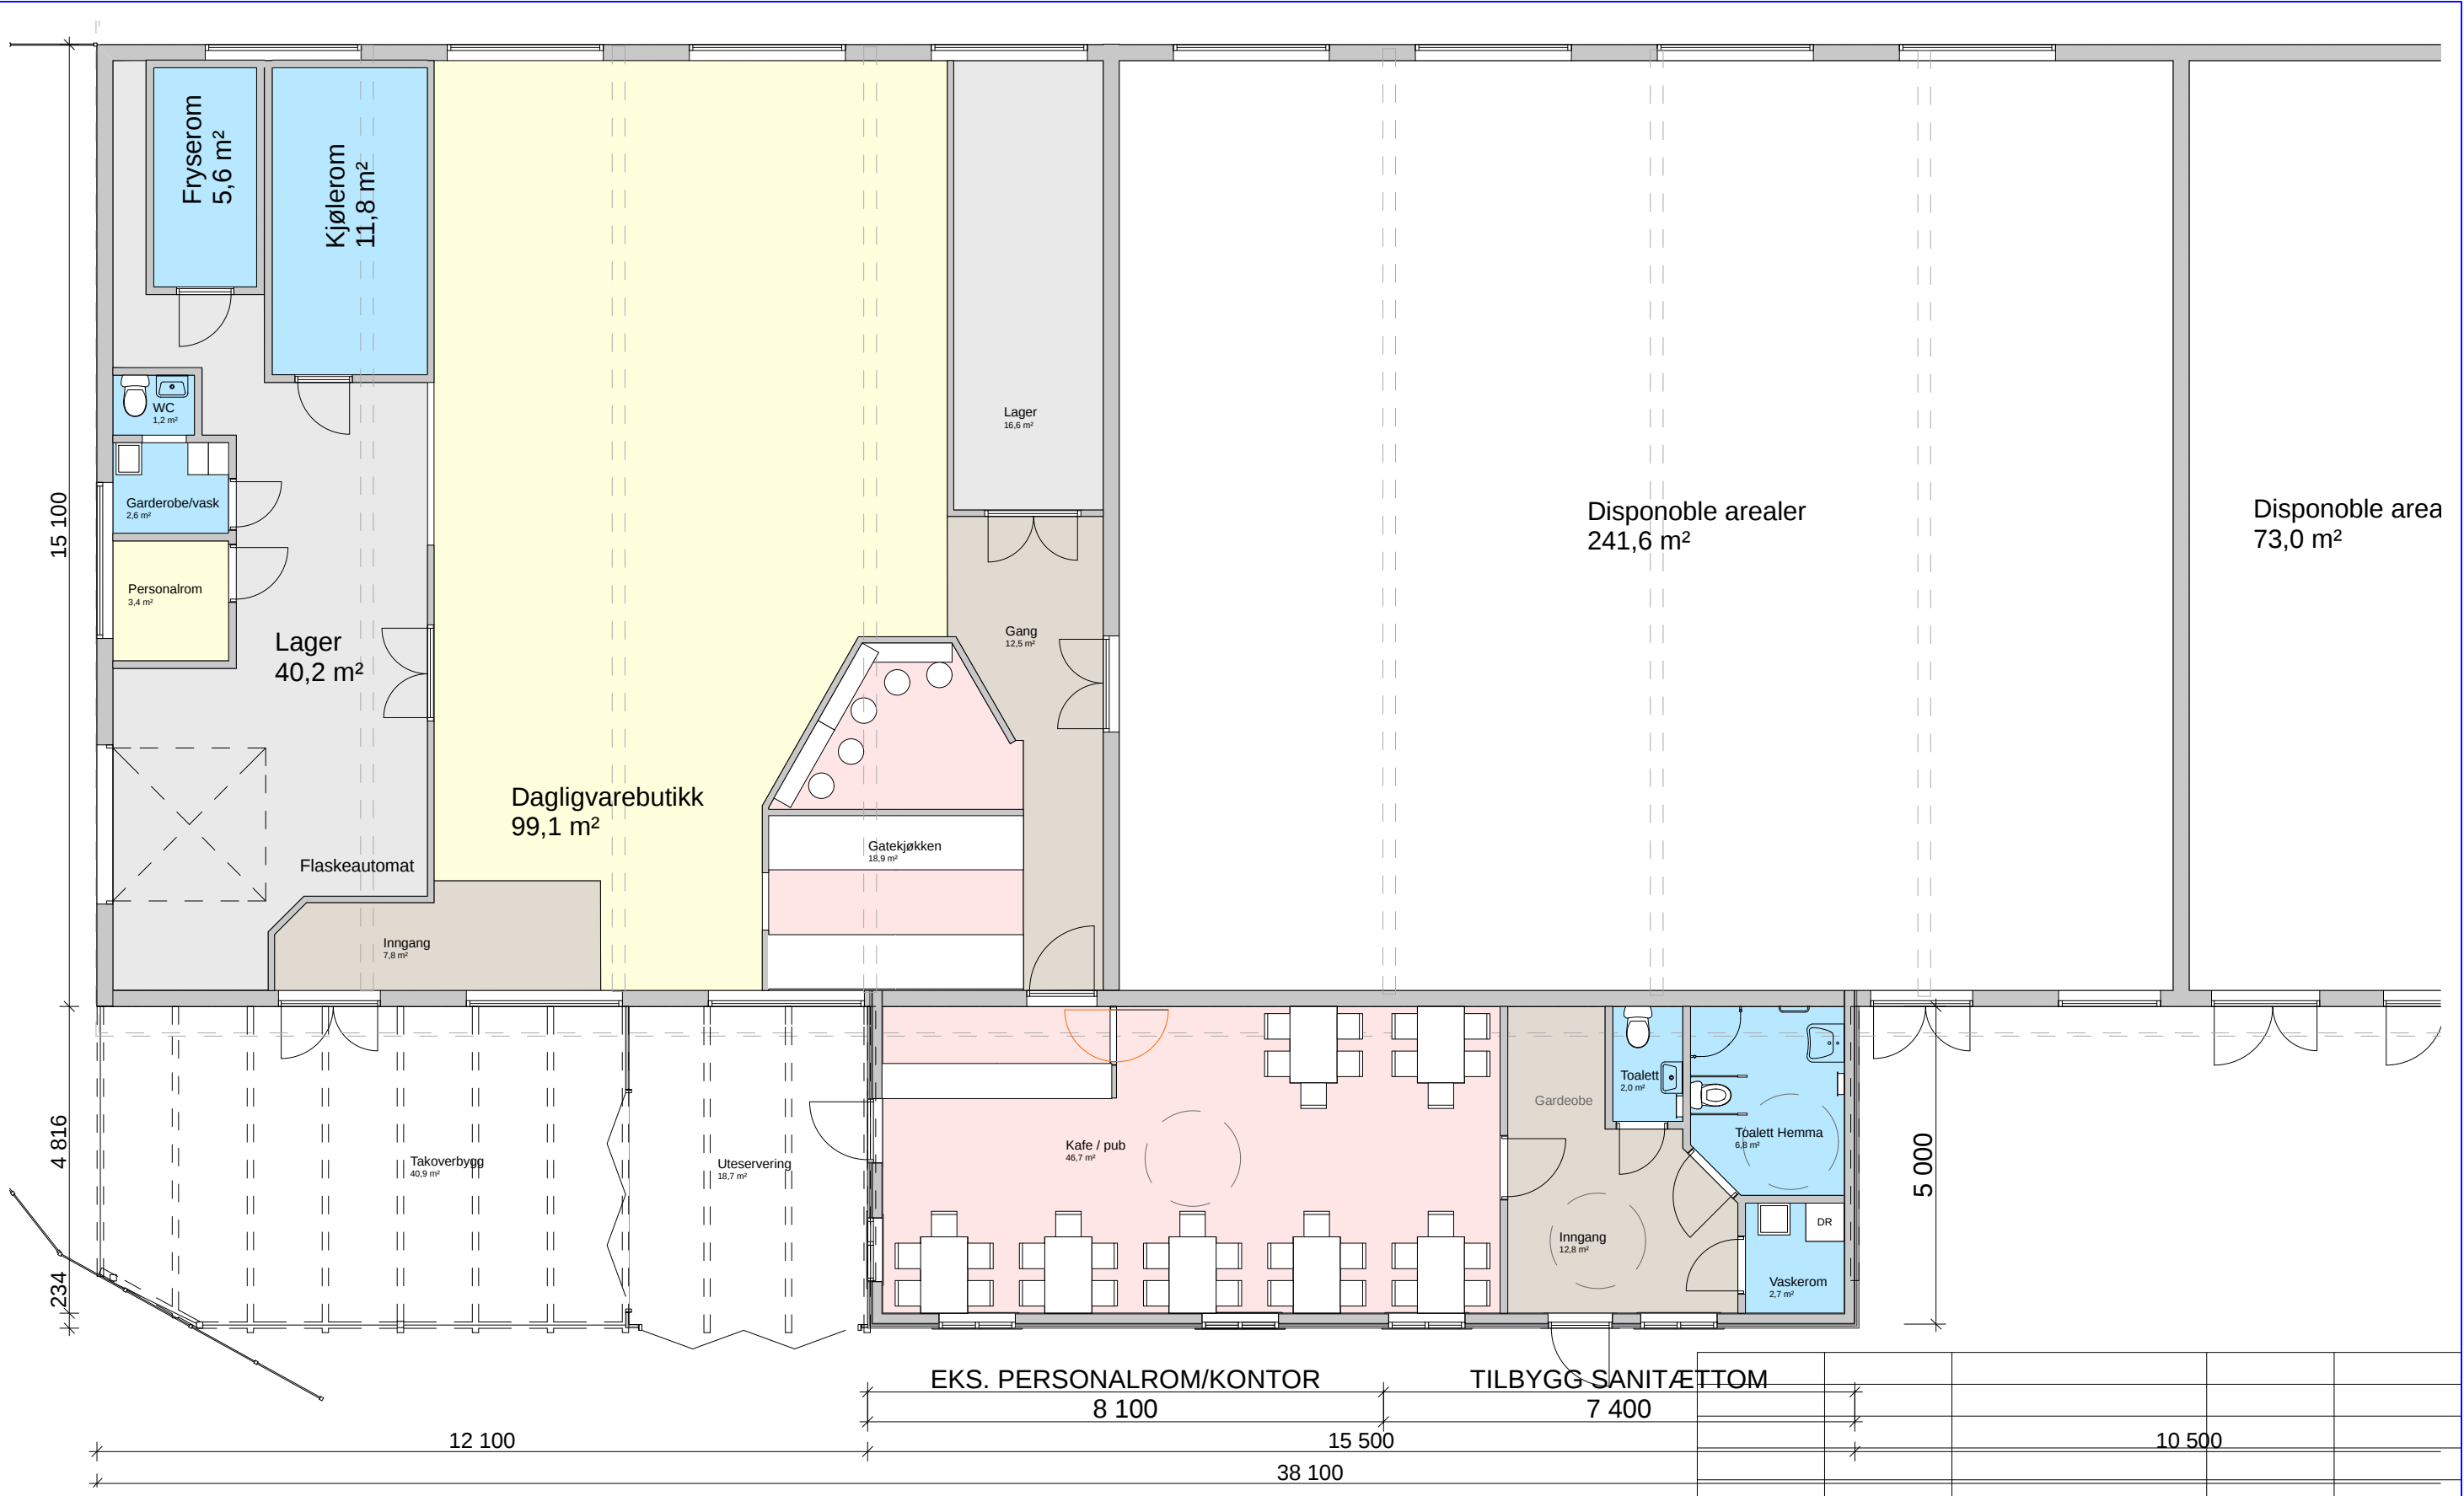 Fryserom
5,6 m²
Kjølerom
11,8 m²
WC
1,2 m²
Garderobe/vask
2,6 m²
Personalrom
3,4 m²
Lager
40,2 m²
Flaskeautomat
Inngang
7,8 m²
Dagligvarebutikk
99,1 m²
Lager
16,6 m²
Gang
12,5 m²
Gatekjøkken
18,9 m²
Disponoble arealer
241,6 m²
Disponoble area
73,0 m²
15 100
4 816
234
Takoverbygg
40,9 m²
Uteservering
18,7 m²
Kafe / pub
46,7 m²
Gardeobe
Toalett
2,0 m²
Toalett Hemma
6,8 m²
Inngang
12,8 m²
DR
Vaskerom
2,7 m²
5 000
EKS. PERSONALROM/KONTOR
8 100
TILBYGG SANITÆTTOM
7 400
12 100
15 500
10 500
38 100